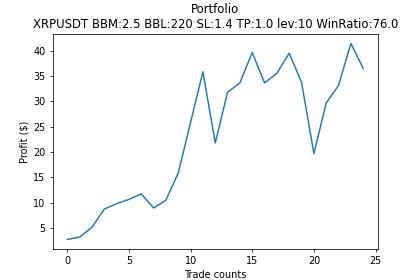 Portfolio
XRPUSDT BBM:2.5 BBL:220 SL:1.4 TP:1.0 lev:10 WinRatio:76.0
40
35
30
25
20
15
10
5
Profit ($)
0 5 10 15 20 25
Trade counts